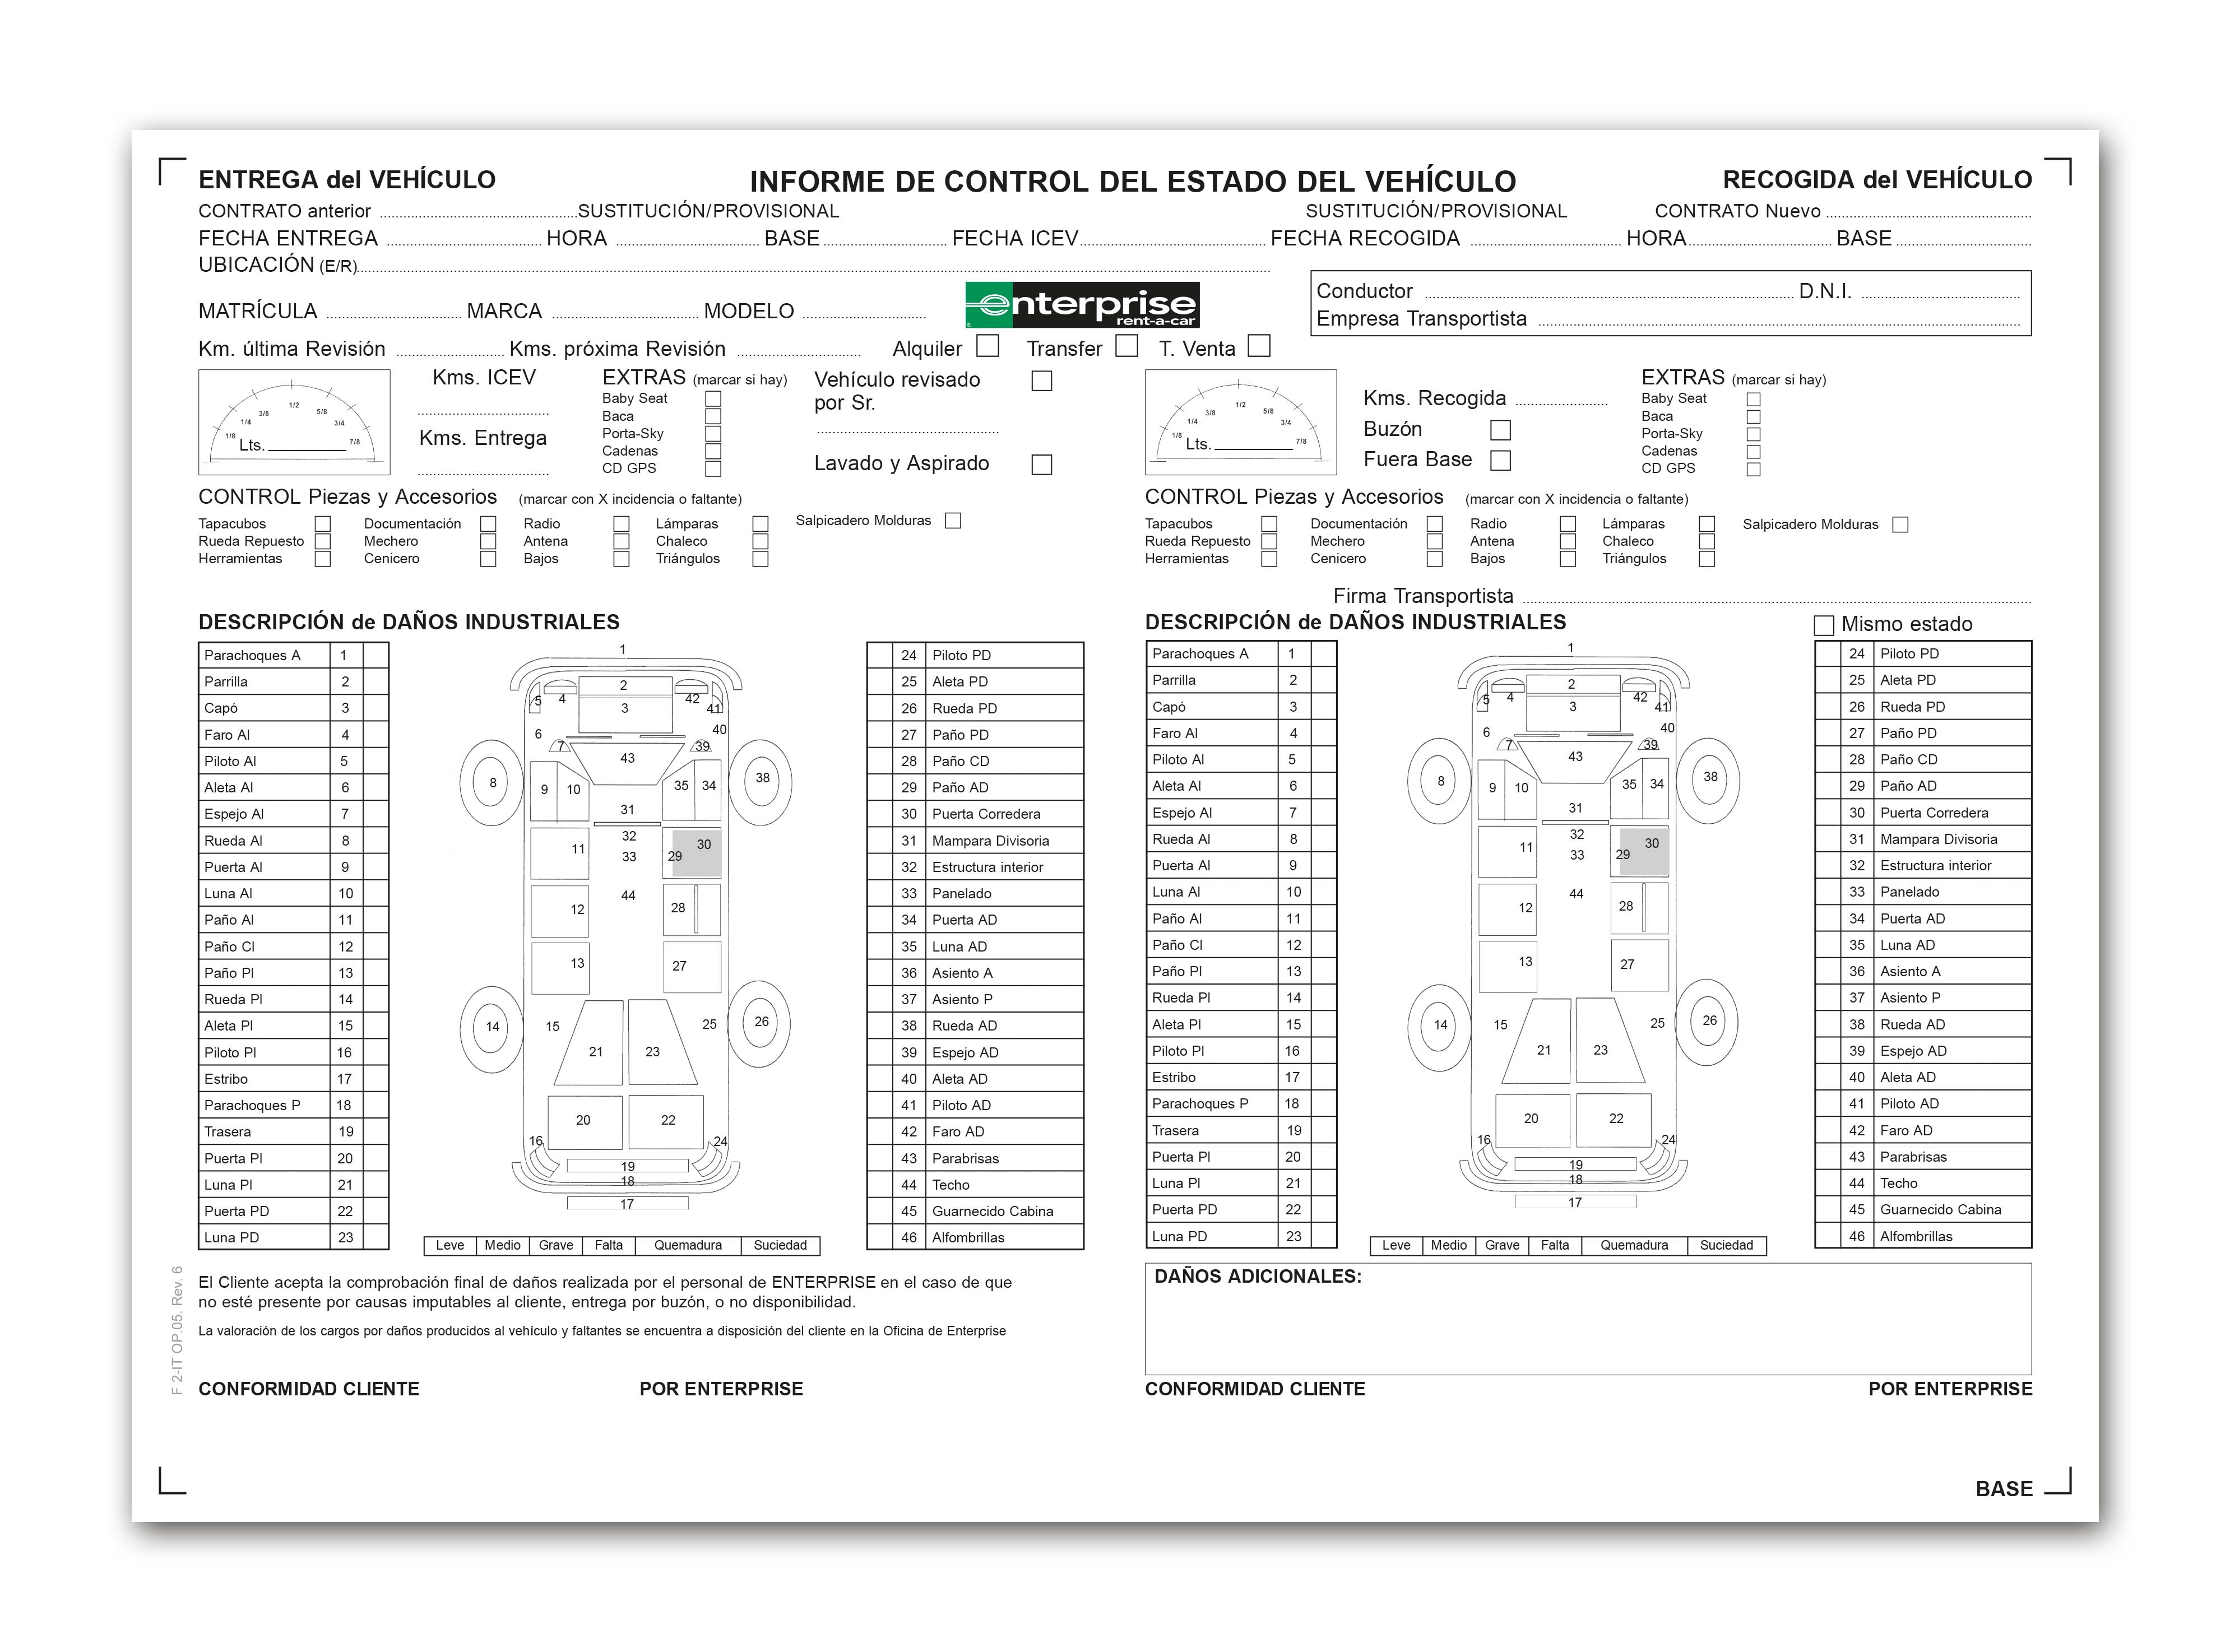 ENTREGA del VEHÍCULO INFORME DE CONTROL DEL ESTADO DEL VEHÍCULO RECOGIDA del VEHÍCULO
CONTRATO anterior SUSTITUCIÓN/PROVISIONAL SUSTITUCIÓN/PROVISIONAL CONTRATO Nuevo
FECHA ENTREGA HORA BASE FECHA ICEV FECHA RECOGIDA HORA BASE
UBICACIÓN (E/R)
MATRÍCULA MARCA MODELO
enterprise
rent-a-car
Conductor D.N.I.
Empresa Transportista
Km. última Revisión Kms. próxima Revisión Alquiler Transfer T. Venta
1/8 1/4 3/8 1/2 5/8 3/4 7/8
Lts.
Kms. ICEV
Kms. Entrega
EXTRAS (marcar si hay)
Baby Seat
Baca
Porta-Sky
Cadenas
CD GPS
Vehículo revisado
por Sr.
Lavado y Aspirado
1/8 1/4 3/8 1/2 5/8 3/4 7/8
Lts.
Kms. Recogida
Buzón
Fuera Base
EXTRAS (marcar si hay)
Baby Seat
Baca
Porta-Sky
Cadenas
CD GPS
CONTROL Piezas y Accesorios (marcar con X incidencia o faltante)
Tapacubos Documentación Radio Lámparas Salpicadero Molduras
Rueda Repuesto Mechero Antena Chaleco
Herramientas Cenicero Bajos Triángulos
CONTROL Piezas y Accesorios (marcar con X incidencia o faltante)
Tapacubos Documentación Radio Lámparas Salpicadero Molduras
Rueda Repuesto Mechero Antena Chaleco
Herramientas Cenicero Bajos Triángulos
Firma Transportista
DESCRIPCIÓN de DAÑOS INDUSTRIALES
Parachoques A 1
Parrilla 2
Capó 3
Faro AI 4
Piloto AI 5
Aleta AI 6
Espejo AI 7
Rueda AI 8
Puerta AI 9
Luna AI 10
Paño AI 11
Paño CI 12
Paño PI 13
Rueda PI 14
Aleta PI 15
Piloto PI 16
Estribo 17
Parachoques P 18
Trasera 19
Puerta PI 20
Luna PI 21
Puerta PD 22
Luna PD 23
1
2
5 4 3 42 41
6 7 43 39 40
8 9 10 35 34 38
31
32
11 33 29 30
44
12 28
13 27
14 15 21 23 25 26
20 22
16 24
19
18
17
Leve Medio Grave Falta Quemadura Suciedad
24 Piloto PD
25 Aleta PD
26 Rueda PD
27 Paño PD
28 Paño CD
29 Paño AD
30 Puerta Corredera
31 Mampara Divisoria
32 Estructura interior
33 Panelado
34 Puerta AD
35 Luna AD
36 Asiento A
37 Asiento P
38 Rueda AD
39 Espejo AD
40 Aleta AD
41 Piloto AD
42 Faro AD
43 Parabrisas
44 Techo
45 Guarnecido Cabina
46 Alfombrillas
DESCRIPCIÓN de DAÑOS INDUSTRIALES Mismo estado
Parachoques A 1
Parrilla 2
Capó 3
Faro AI 4
Piloto AI 5
Aleta AI 6
Espejo AI 7
Rueda AI 8
Puerta AI 9
Luna AI 10
Paño AI 11
Paño CI 12
Paño PI 13
Rueda PI 14
Aleta PI 15
Piloto PI 16
Estribo 17
Parachoques P 18
Trasera 19
Puerta PI 20
Luna PI 21
Puerta PD 22
Luna PD 23
1
2
5 4 3 42 41
6 7 43 39 40
8 9 10 35 34 38
31
32
11 33 29 30
44
12 28
13 27
14 15 21 23 25 26
20 22
16 24
19
18
17
Leve Medio Grave Falta Quemadura Suciedad
24 Piloto PD
25 Aleta PD
26 Rueda PD
27 Paño PD
28 Paño CD
29 Paño AD
30 Puerta Corredera
31 Mampara Divisoria
32 Estructura interior
33 Panelado
34 Puerta AD
35 Luna AD
36 Asiento A
37 Asiento P
38 Rueda AD
39 Espejo AD
40 Aleta AD
41 Piloto AD
42 Faro AD
43 Parabrisas
44 Techo
45 Guarnecido Cabina
46 Alfombrillas
F 2-IT OP.05. Rev. 6
El Cliente acepta la comprobación final de daños realizada por el personal de ENTERPRISE en el caso de que
no esté presente por causas imputables al cliente, entrega por buzón, o no disponibilidad.
La valoración de los cargos por daños producidos al vehículo y faltantes se encuentra a disposición del cliente en la Oficina de Enterprise
DAÑOS ADICIONALES:
CONFORMIDAD CLIENTE POR ENTERPRISE CONFORMIDAD CLIENTE POR ENTERPRISE
BASE